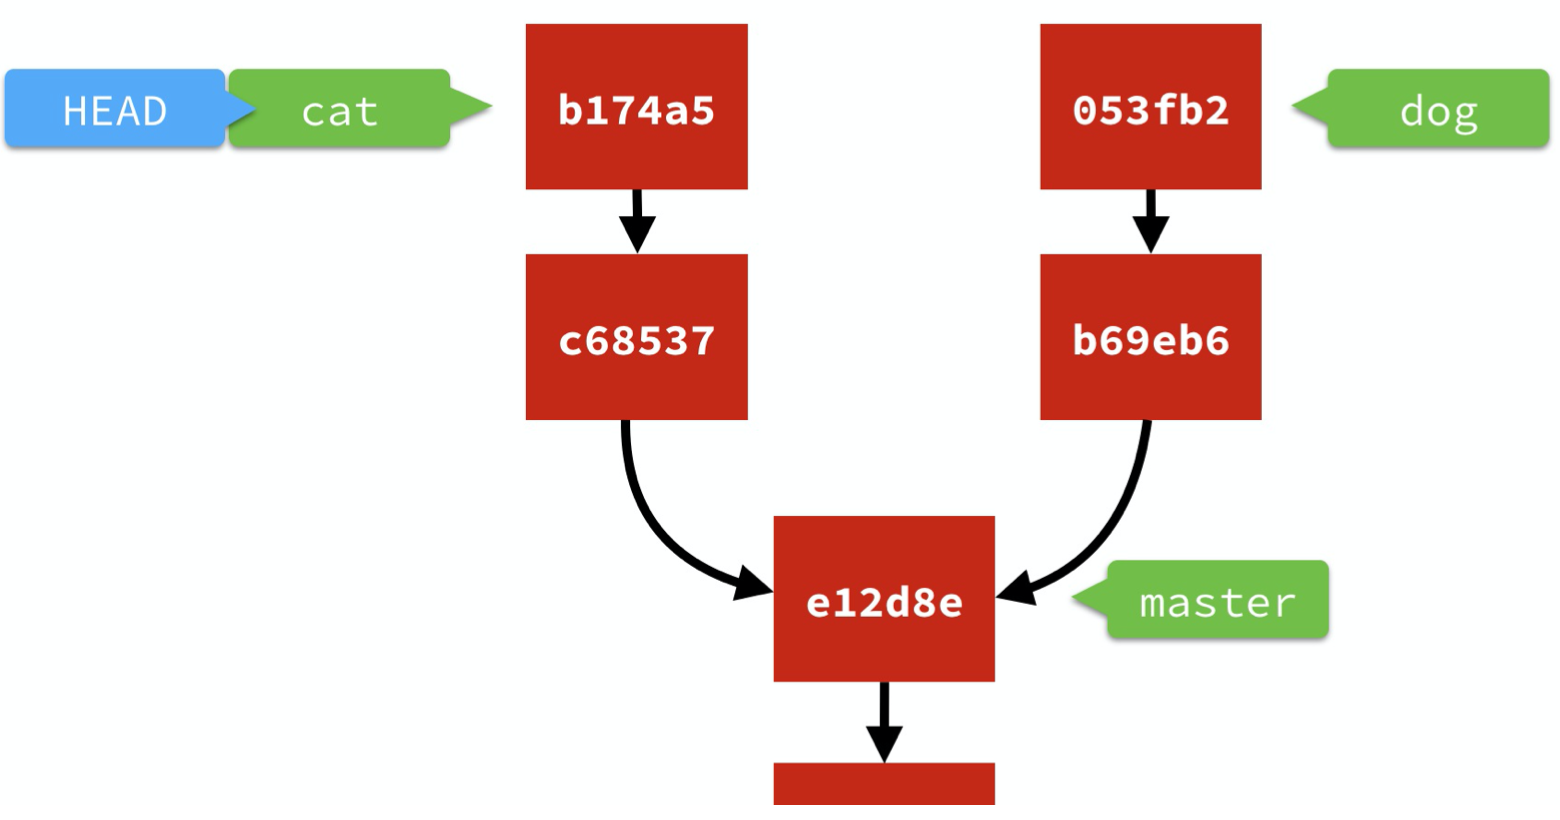 HEAD
cat
b174a5
053fb2
dog
c68537
b69eb6
e12d8e
master